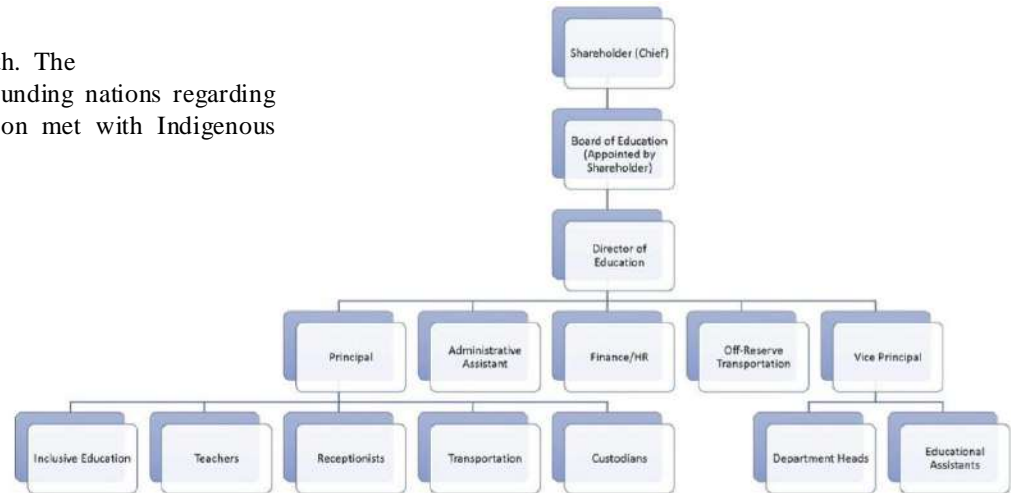 th. The
unding nations regarding
on met with Indigenous
Shareholder (Chief)
Board of Education
(Appointed by
Shareholder)
Director of
Education
Principal
Administrative
Assistant
Finance/HR
Off-Reserve
Transportation
Vice Principal
Inclusive Education
Teachers
Receptionists
Transportation
Custodians
Department Heads
Educational
Assistants